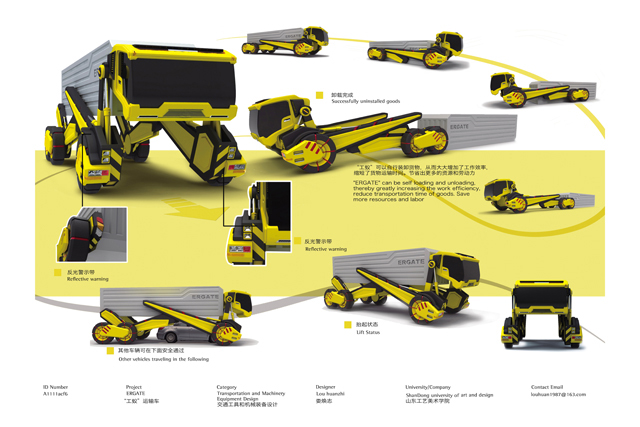 卸载完成
Successfully uninstalled goods
ERGATE
ERGATE
"工蚁"可以自行装卸货物，从而大大增加了工作效率，
缩短了货物运输时间。节省出更多的资源和劳动力
"ERGATE" can be self loading and unloading,
thereby greatly increasing the work efficiency,
reduce transportation time of goods. Save
more resources and labor
反光警示带
Reflective warning
反光警示带
Reflective warning
ERGATE
ERGATE
其他车辆可在下面安全通过
Other vehicles traveling in the following
抬起状态
Lift Status
ID Number
A1111acf6
Project
ERGATE
"工蚁"运输车
Category
Transportation and Machinery
Equipment Design
交通工具和机械装备设计
Designer
Lou huanzhi
娄焕志
University/Company
ShanDong university of art and design
山东工艺美术学院
Contact Email
louhuan1987@163.com